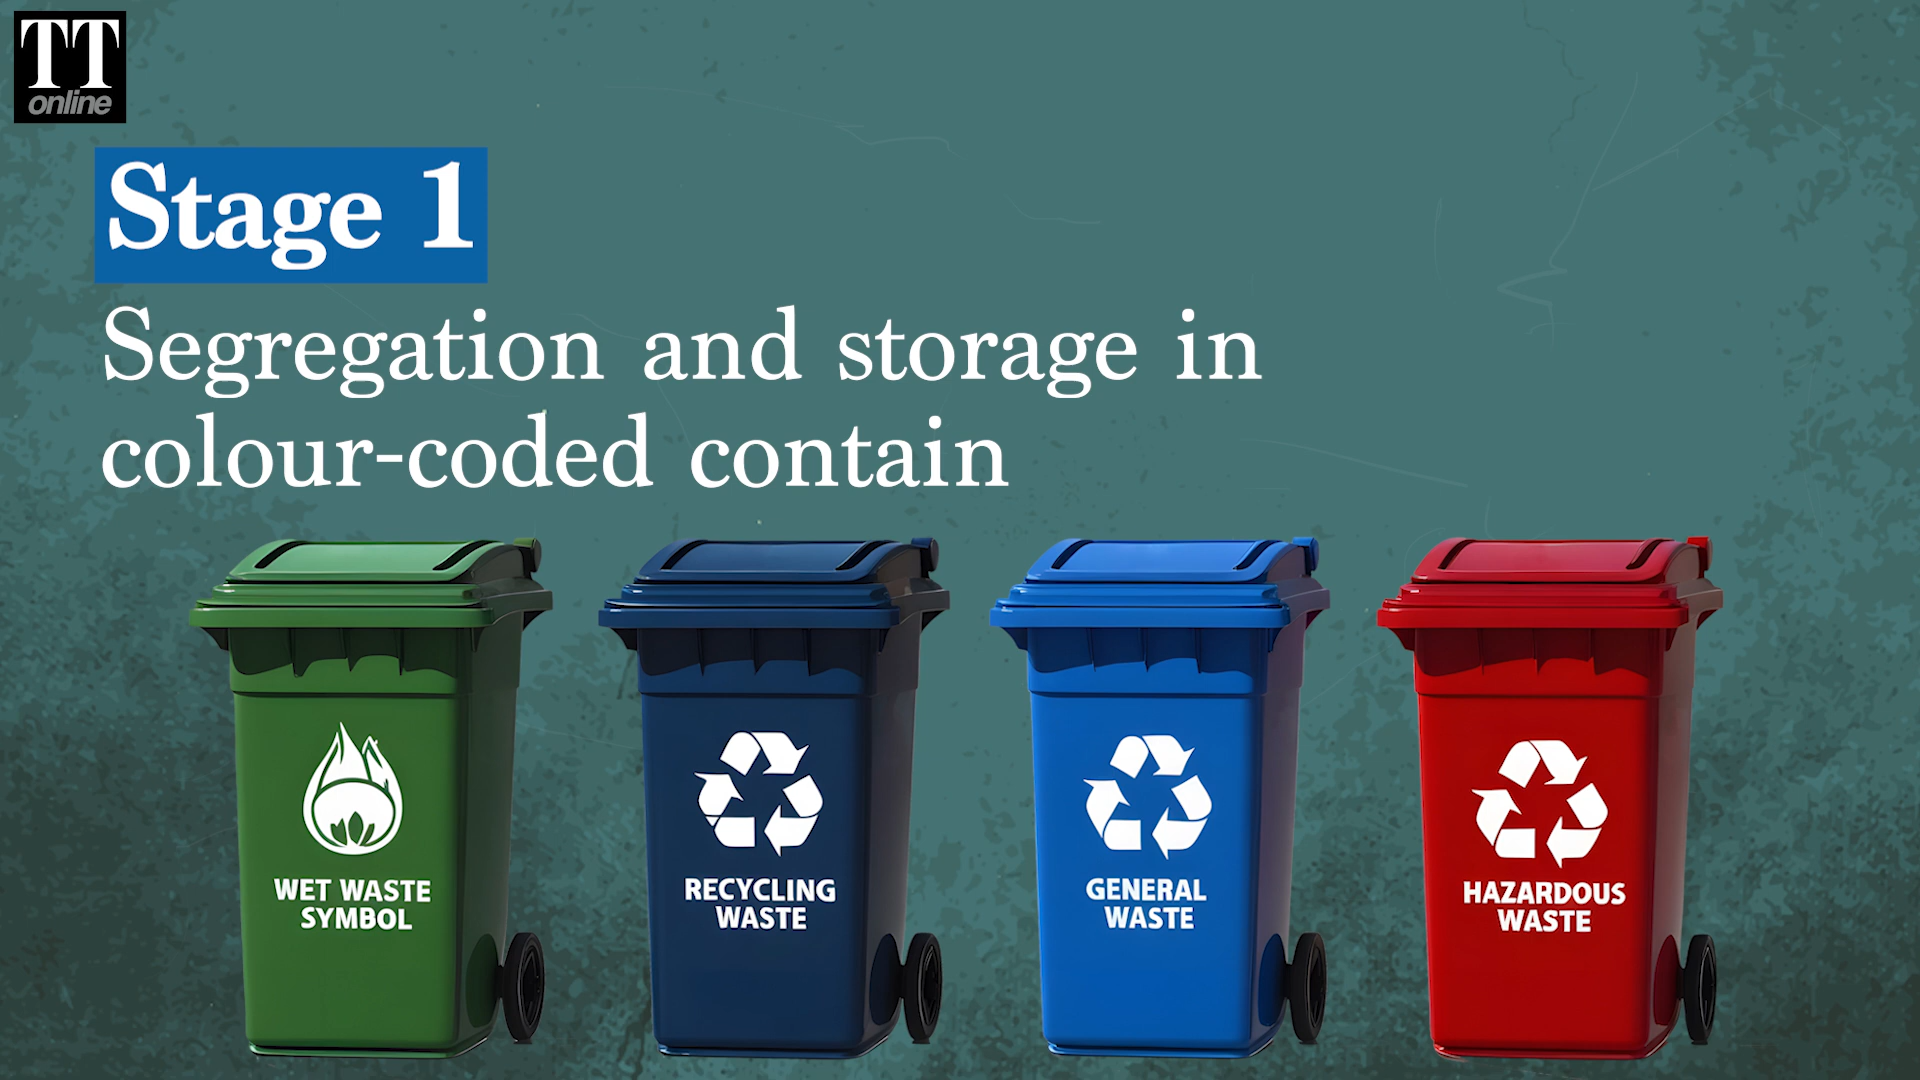 TT
online
Stage 1
Segregation and storage in
colour-coded contain
WET WASTE
SYMBOL
RECYCLING
WASTE
GENERAL
WASTE
HAZARDOUS
WASTE